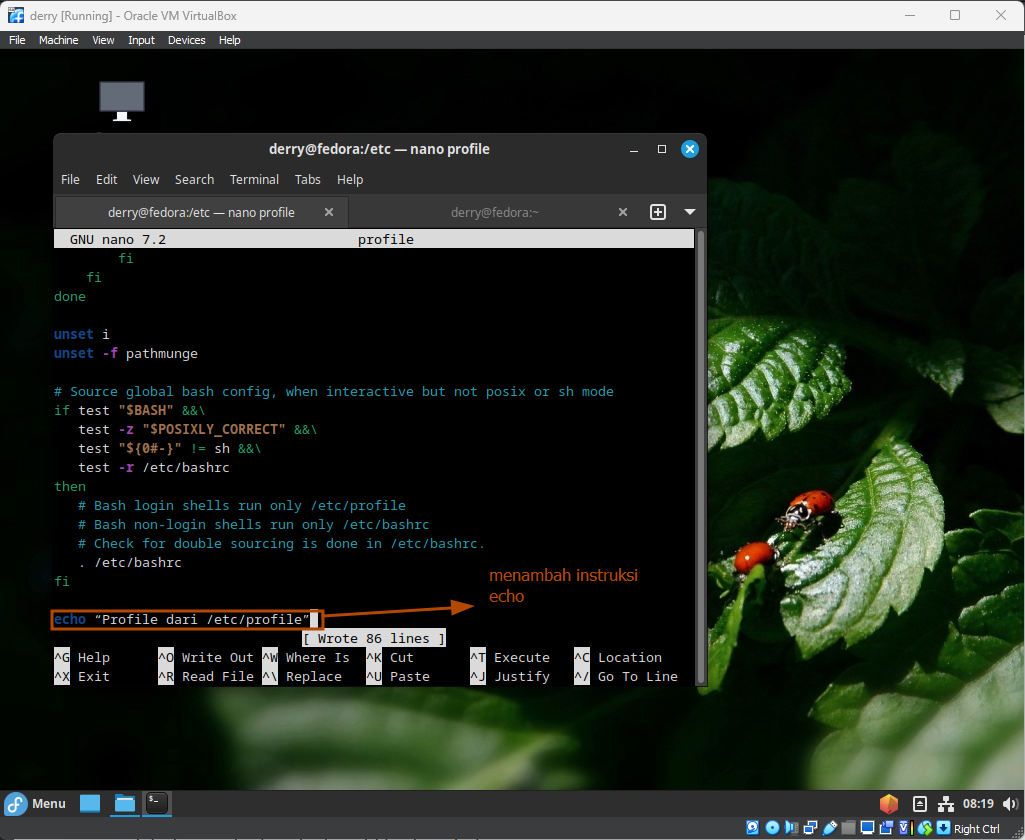 derry [Running] - Oracle VM VirtualBox
File Machine View Input Devices Help
derry@fedora:/etc — nano profile
File Edit View Search Terminal Tabs Help
derry@fedora:/etc — nano profile
derry@fedora:~
GNU nano 7.2 profile
fi
fi
done
unset i
unset -f pathmunge
# Source global bash config, when interactive but not posix or sh mode
if test "$BASH" &&\
test -z "$POSIXLY_CORRECT" &&\
test "${0#-}" != sh &&\
test -r /etc/bashrc
then
# Bash login shells run only /etc/profile
# Bash non-login shells run only /etc/bashrc
# Check for double sourcing is done in /etc/bashrc.
. /etc/bashrc
fi
menambah instruksi
echo
echo “Profile dari /etc/profile”
[ Wrote 86 lines ]
^G Help ^O Write Out ^W Where Is ^K Cut ^T Execute ^C Location
^X Exit ^R Read File ^\ Replace ^U Paste ^J Justify ^/ Go To Line
Menu
08:19
Right Ctrl